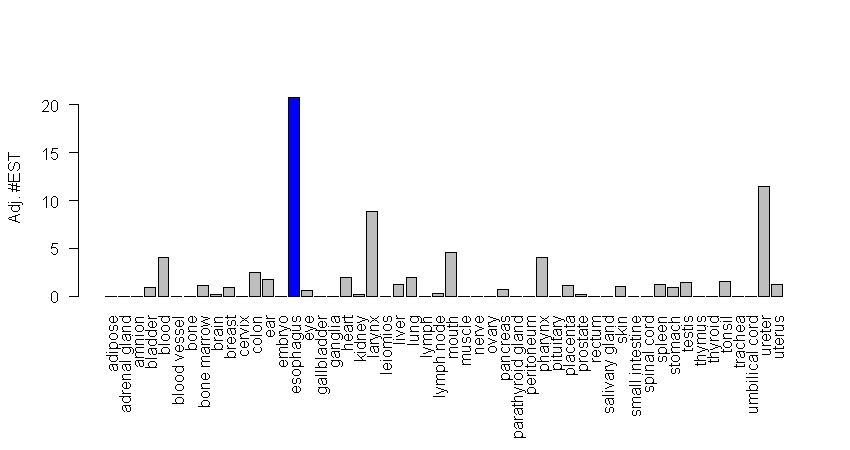 Adj. #EST
20
15
10
5
0
adipose
adrenal gland
amnion
bladder
blood
blood vessel
bone
bone marrow
brain
breast
cervix
colon
ear
embryo
esophagus
eye
gallbladder
ganglia
heart
kidney
larynx
leiomios
liver
lung
lymph
lymph node
mouth
muscle
nerve
ovary
pancreas
parathyroid gland
peritoneum
pharynx
pituitary
placenta
prostate
rectum
salivary gland
skin
small intestine
spinal cord
spleen
stomach
testis
thymus
thyroid
tonsil
trachea
umbilical cord
ureter
uterus